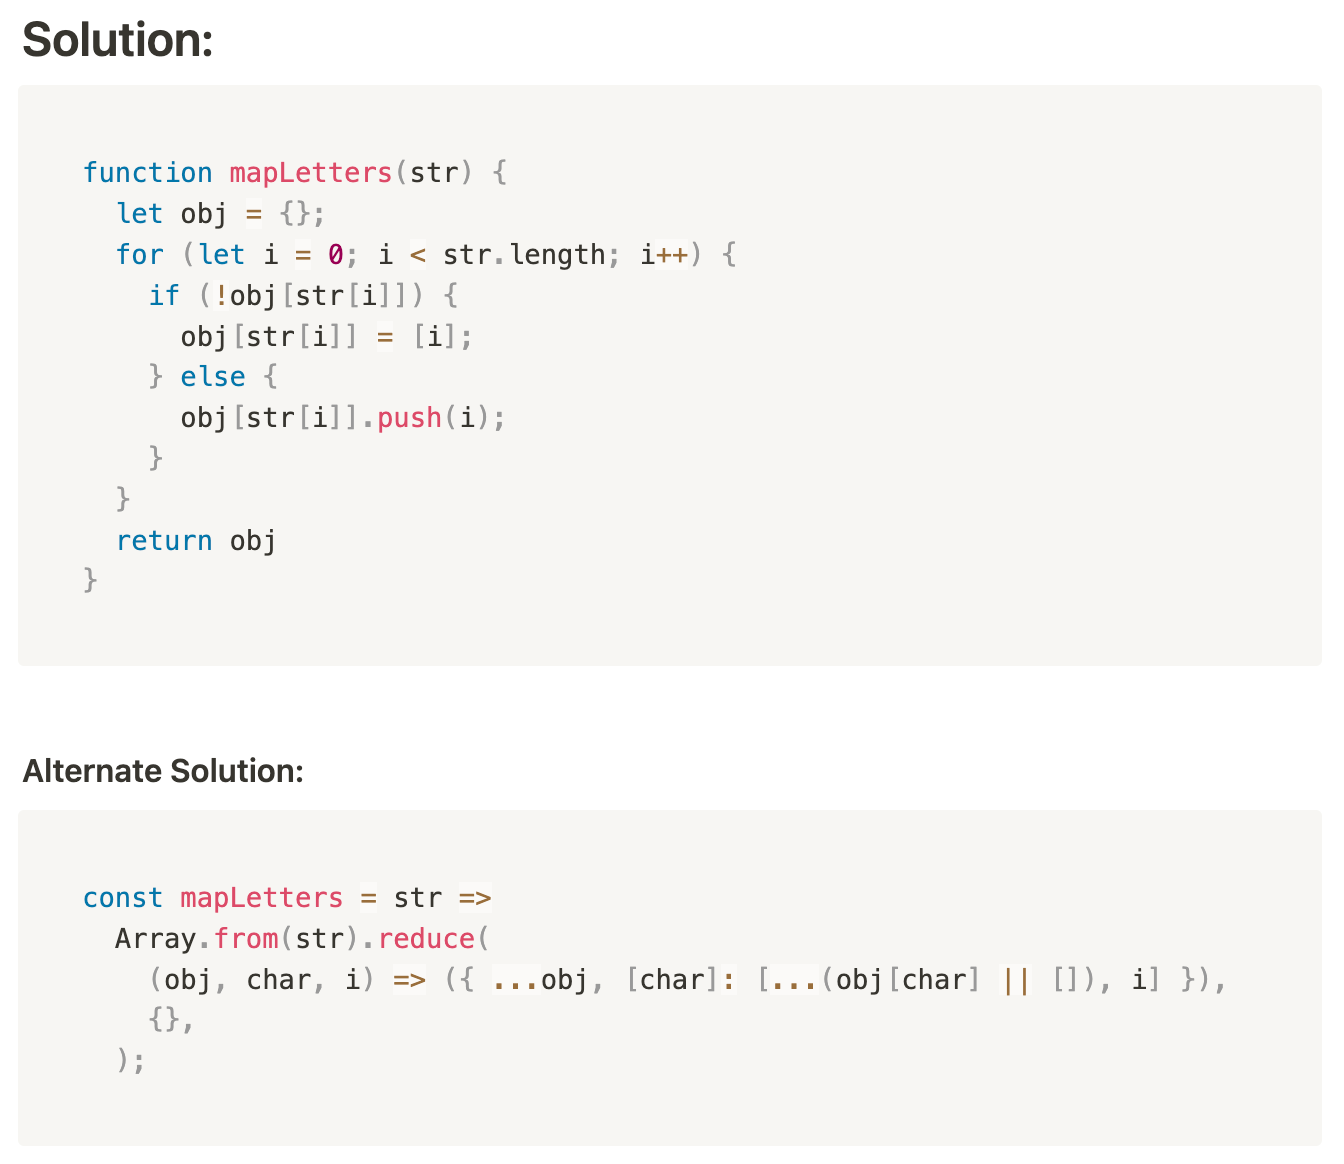 Solution:
function mapLetters(str) {
  let obj = {};
  for (let i = 0; i < str.length; i++) {
    if (!obj[str[i]]) {
      obj[str[i]] = [i];
    } else {
      obj[str[i]].push(i);
    }
  }
  return obj
}
Alternate Solution:
const mapLetters = str =>
  Array.from(str).reduce(
    (obj, char, i) => ({ ...obj, [char]: [...(obj[char] || []), i] }),
    {},
  );